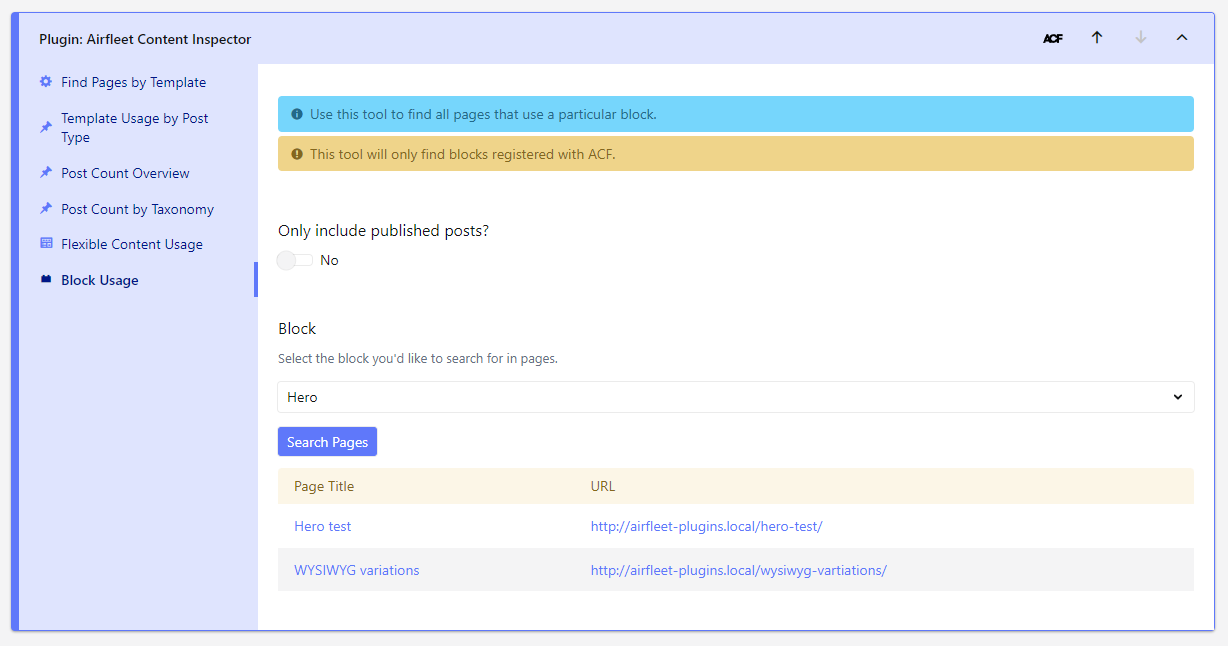 Plugin: Airfleet Content Inspector
ACF
Find Pages by Template
Template Usage by Post
Type
Post Count Overview
Post Count by Taxonomy
Flexible Content Usage
Block Usage
Use this tool to find all pages that use a particular block.
This tool will only find blocks registered with ACF.
Only include published posts?
No
Block
Select the block you'd like to search for in pages.
Hero
Search Pages
Page Title URL
Hero test http://airfleet-plugins.local/hero-test/
WYSIWYG variations http://airfleet-plugins.local/wysiwyg-vartiations/